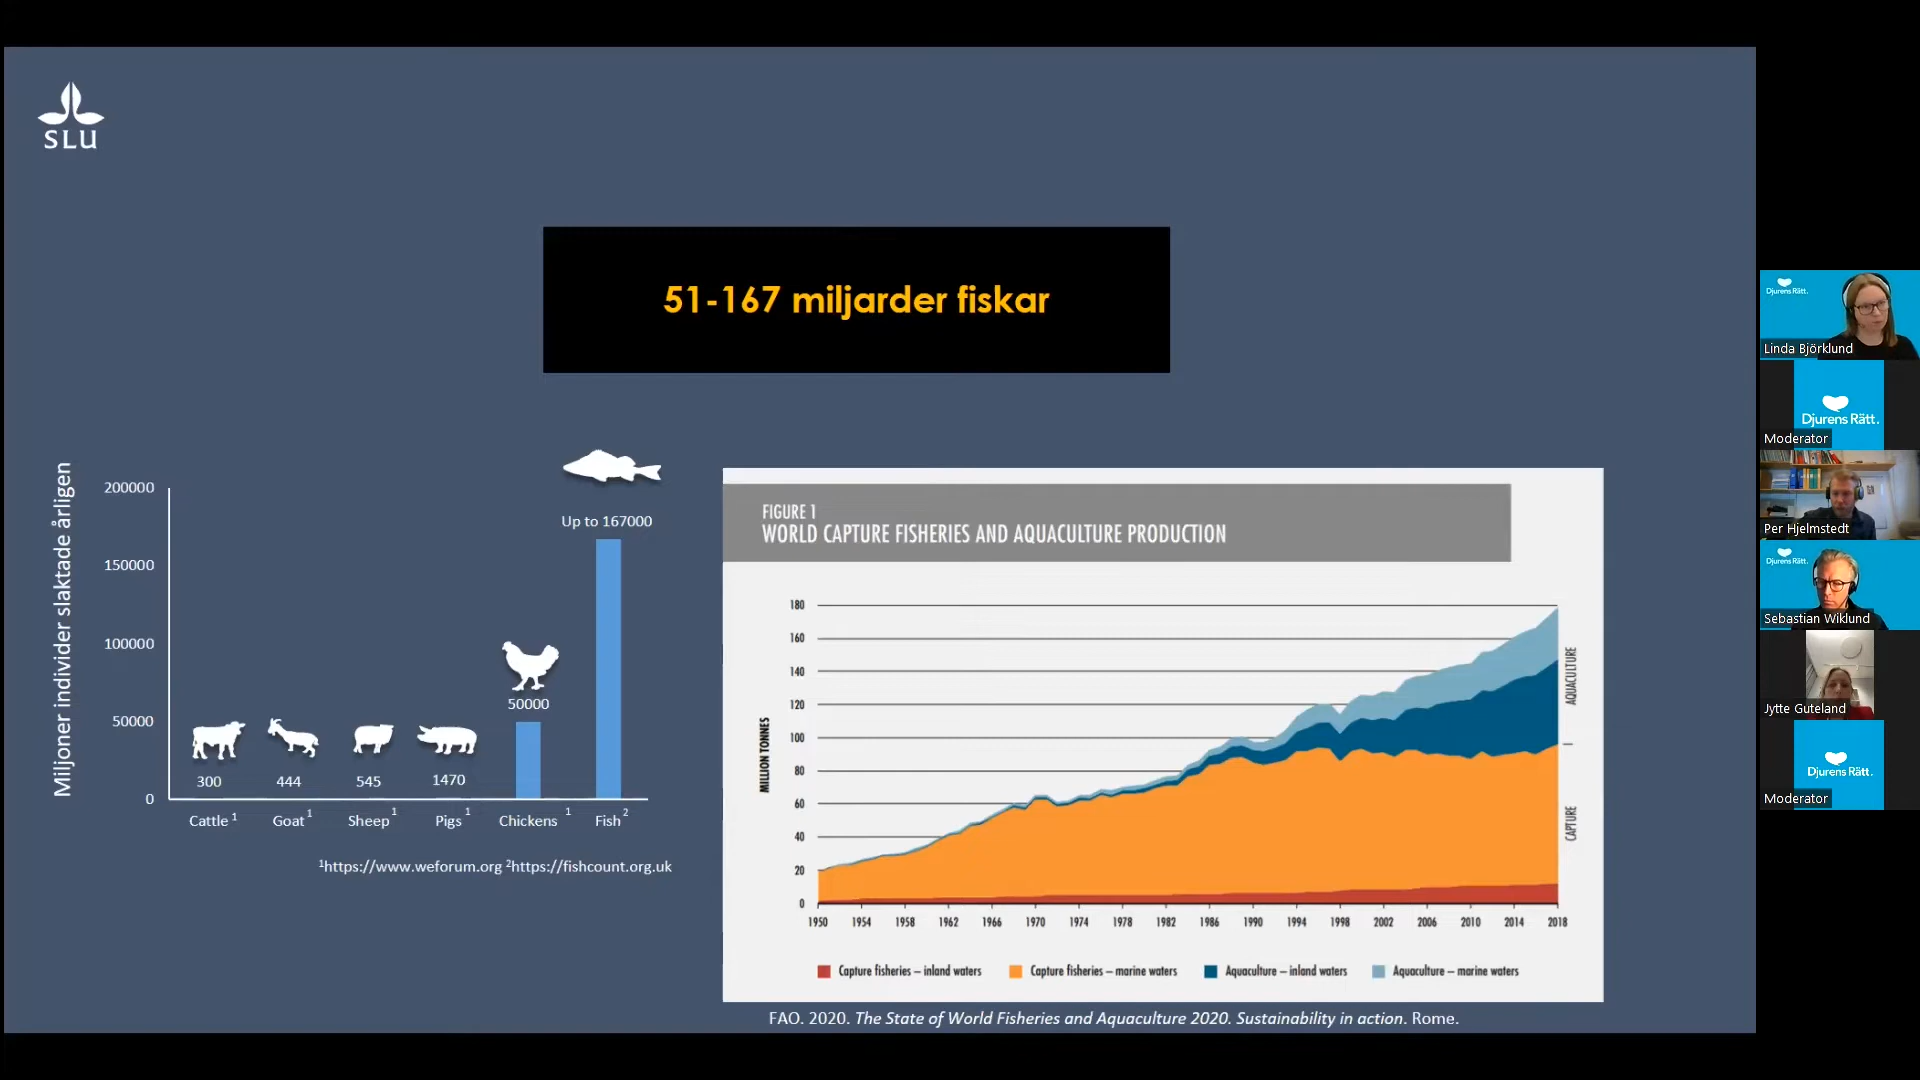 SLU
51-167 miljarder fiskar
Miljoner individer slaktade årligen
200000
150000
100000
50000
0
Up to 167000
50000
300
444
545
1470
Cattle 1
Goat 1
Sheep 1
Pigs 1
Chickens 1
Fish 2
1https://www.weforum.org 2https://fishcount.org.uk
FIGURE 1
WORLD CAPTURE FISHERIES AND AQUACULTURE PRODUCTION
MILLION TONNES
180
160
140
120
100
80
60
40
20
0
1950 1954 1958 1962 1966 1970 1974 1978 1982 1986 1990 1994 1998 2002 2006 2010 2014 2018
AQUACULTURE
CAPTURE
Capture fisheries – inland waters
Capture fisheries – marine waters
Aquaculture – inland waters
Aquaculture – marine waters
FAO. 2020. The State of World Fisheries and Aquaculture 2020. Sustainability in action. Rome.
Djurens Rätt.
Linda Björklund
Djurens Rätt.
Moderator
Per Hjelmstedt
Djurens Rätt.
Sebastian Wiklund
Jytte Guteland
Djurens Rätt.
Moderator